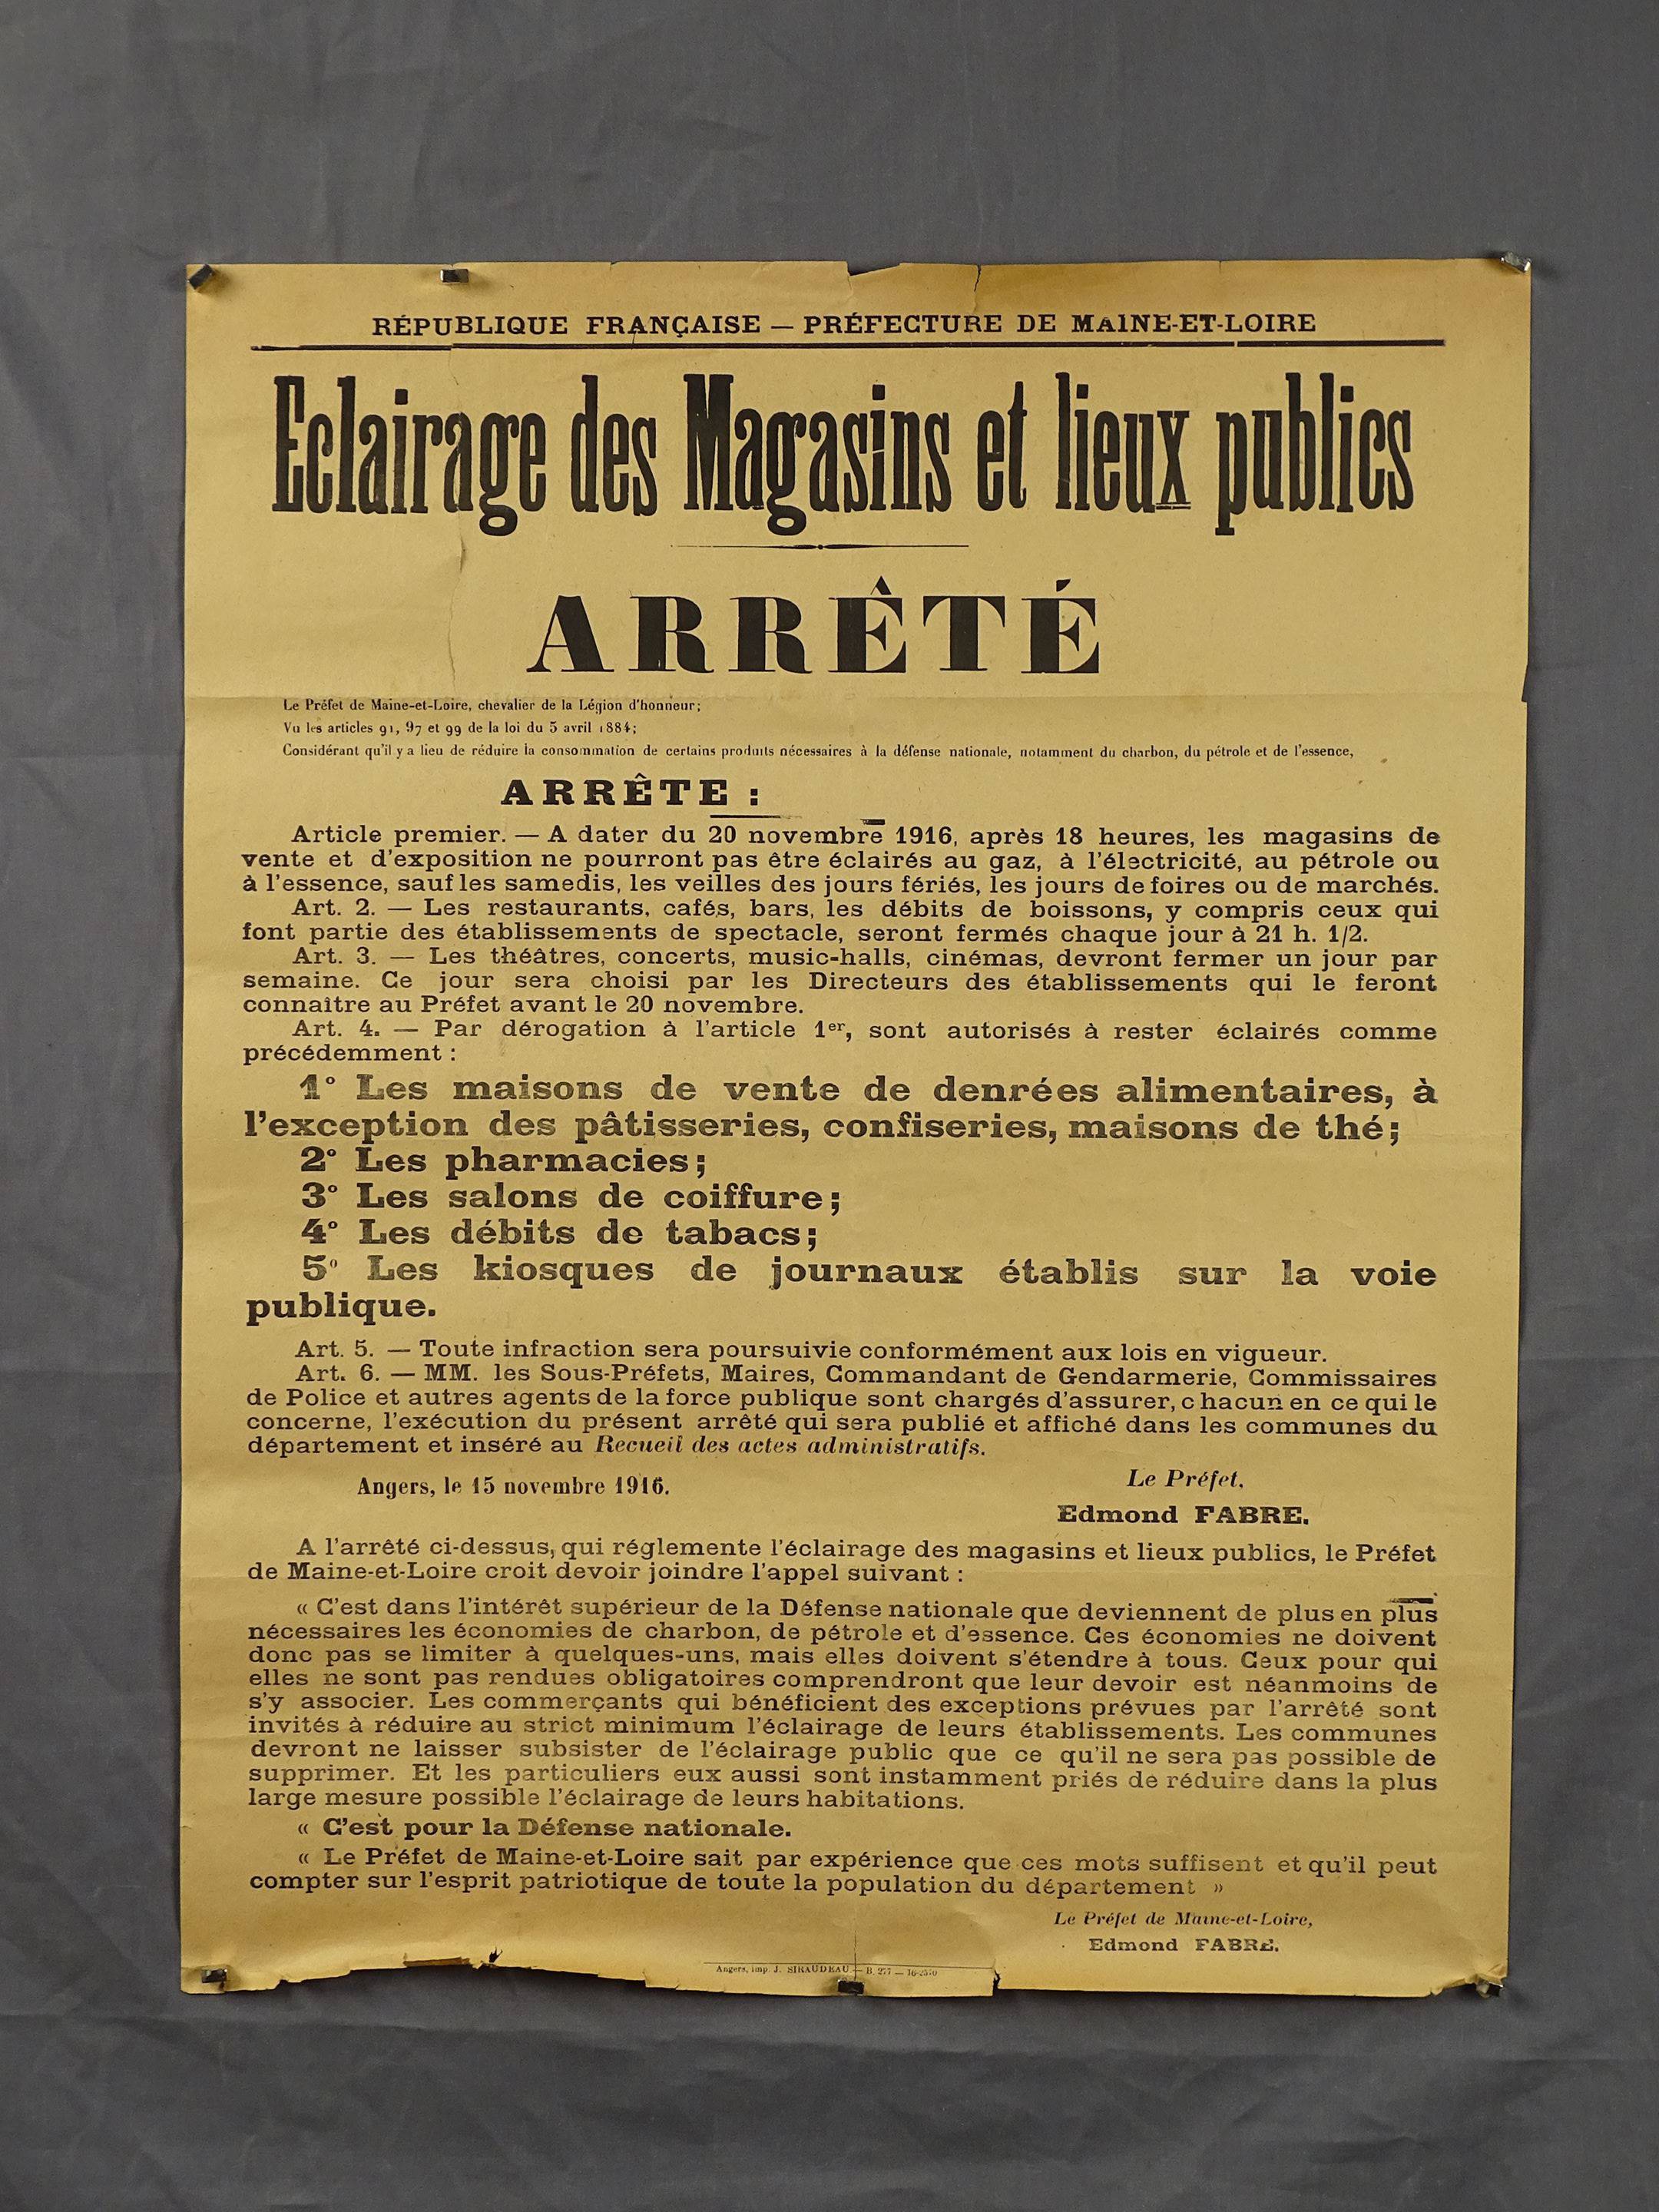 RÉPUBLIQUE FRANÇAISE — PRÉFECTURE DE MAINE-ET-LOIRE
Eclairage des Magasins et lieux publics
ARRÊTÉ
Le Préfet de Maine-et-Loire, chevalier de la Légion d'honneur;
Vu les articles 91, 97 et 99 de la loi du 5 avril 1884;
Considérant qu'il y a lieu de réduire la consommation de certains produits nécessaires à la défense nationale, notamment du charbon, du pétrole et de l'essence,
ARRÊTE :
Article premier. — A dater du 20 novembre 1916, après 18 heures, les magasins de
vente et d'exposition ne pourront pas être éclairés au gaz, à l'électricité, au pétrole ou
à l'essence, sauf les samedis, les veilles des jours fériés, les jours de foires ou de marchés.
Art. 2. — Les restaurants, cafés, bars, les débits de boissons, y compris ceux qui
font partie des établissements de spectacle, seront fermés chaque jour à 21 h. 1/2.
Art. 3. — Les théâtres, concerts, music-halls, cinémas, devront fermer un jour par
semaine. Ce jour sera choisi par les Directeurs des établissements qui le feront
connaître au Préfet avant le 20 novembre.
Art. 4. — Par dérogation à l'article 1er, sont autorisés à rester éclairés comme
précédemment :
1° Les maisons de vente de denrées alimentaires, à
l'exception des pâtisseries, confiseries, maisons de thé;
2° Les pharmacies;
3° Les salons de coiffure;
4° Les débits de tabacs;
5° Les kiosques de journaux établis sur la voie
publique.
Art. 5. — Toute infraction sera poursuivie conformément aux lois en vigueur.
Art. 6. — MM. les Sous-Préfets, Maires, Commandant de Gendarmerie, Commissaires
de Police et autres agents de la force publique sont chargés d'assurer, chacun en ce qui le
concerne, l'exécution du présent arrêté qui sera publié et affiché dans les communes du
département et inséré au Recueil des actes administratifs.
Angers, le 15 novembre 1916.
Le Préfet,
Edmond FABRE.
A l'arrêté ci-dessus, qui réglemente l'éclairage des magasins et lieux publics, le Préfet
de Maine-et-Loire croit devoir joindre l'appel suivant :
« C'est dans l'intérêt supérieur de la Défense nationale que deviennent de plus en plus
nécessaires les économies de charbon, de pétrole et d'essence. Ces économies ne doivent
donc pas se limiter à quelques-uns, mais elles doivent s'étendre à tous. Ceux pour qui
elles ne sont pas rendues obligatoires comprendront que leur devoir est néanmoins de
s'y associer. Les commerçants qui bénéficient des exceptions prévues par l'arrêté sont
invités à réduire au strict minimum l'éclairage de leurs établissements. Les communes
devront ne laisser subsister de l'éclairage public que ce qu'il ne sera pas possible de
supprimer. Et les particuliers eux aussi sont instamment priés de réduire dans la plus
large mesure possible l'éclairage de leurs habitations.
« C'est pour la Défense nationale.
« Le Préfet de Maine-et-Loire sait par expérience que ces mots suffisent et qu'il peut
compter sur l'esprit patriotique de toute la population du département »
Le Préfet de Maine-et-Loire,
Edmond FABRE.
Angers, imp. J. SIRAUDEAU — B. 277 —